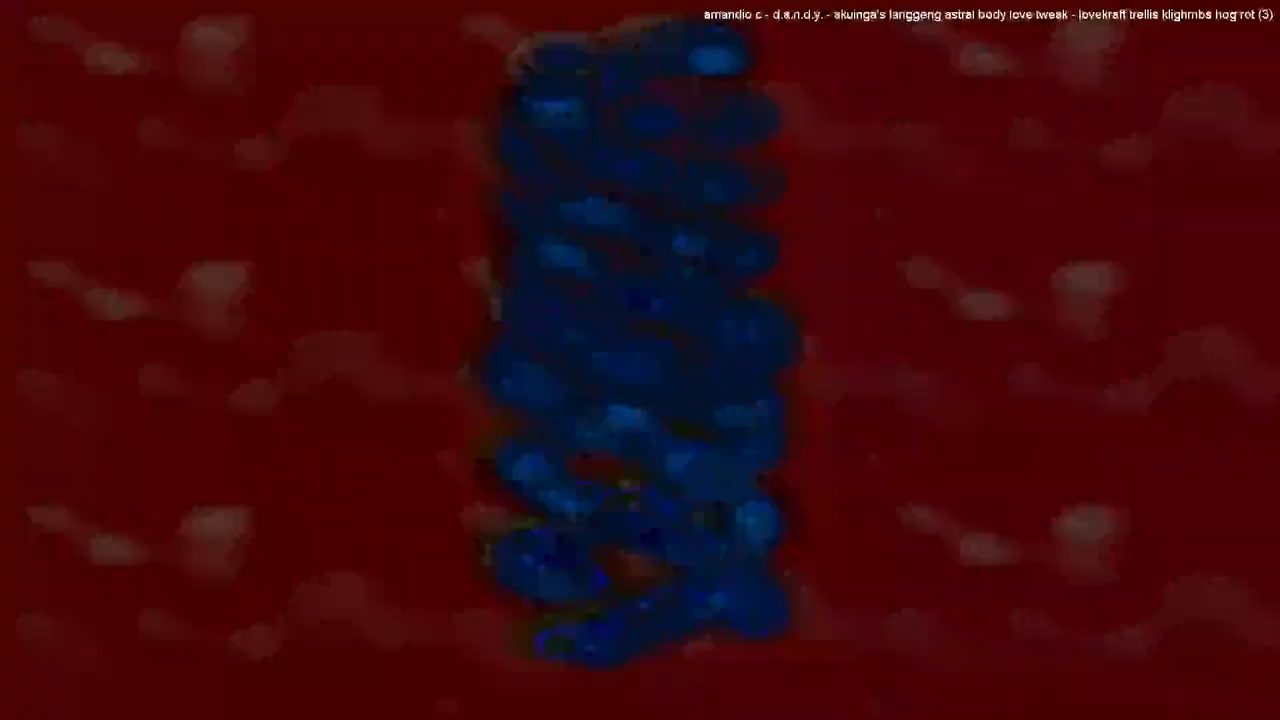 amandio c - d.a.n.d.y. - akuinga's langgeng astral body love tweak - lovekraft trellis klighmbs hog rot (3)